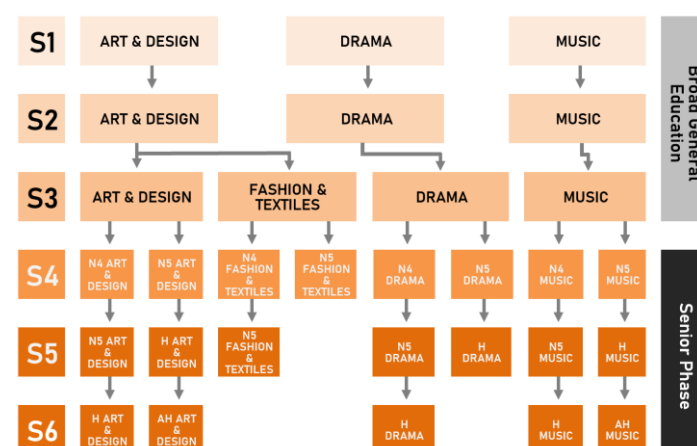 S1
ART & DESIGN
DRAMA
MUSIC
S2
ART & DESIGN
DRAMA
MUSIC
Broad General
Education
S3
ART & DESIGN
FASHION &
TEXTILES
DRAMA
MUSIC
S4
N4 ART
&
DESIGN
N5 ART
&
DESIGN
N4
FASHION
&
TEXTILES
N5
FASHION
&
TEXTILES
N4
DRAMA
N5
DRAMA
N4
MUSIC
N5
MUSIC
S5
N5 ART
&
DESIGN
H ART
&
DESIGN
N5
FASHION
&
TEXTILES
N5
DRAMA
H
DRAMA
N5
MUSIC
H
MUSIC
Senior Phase
S6
H ART
&
DESIGN
AH ART
&
DESIGN
H
DRAMA
H
MUSIC
AH
MUSIC